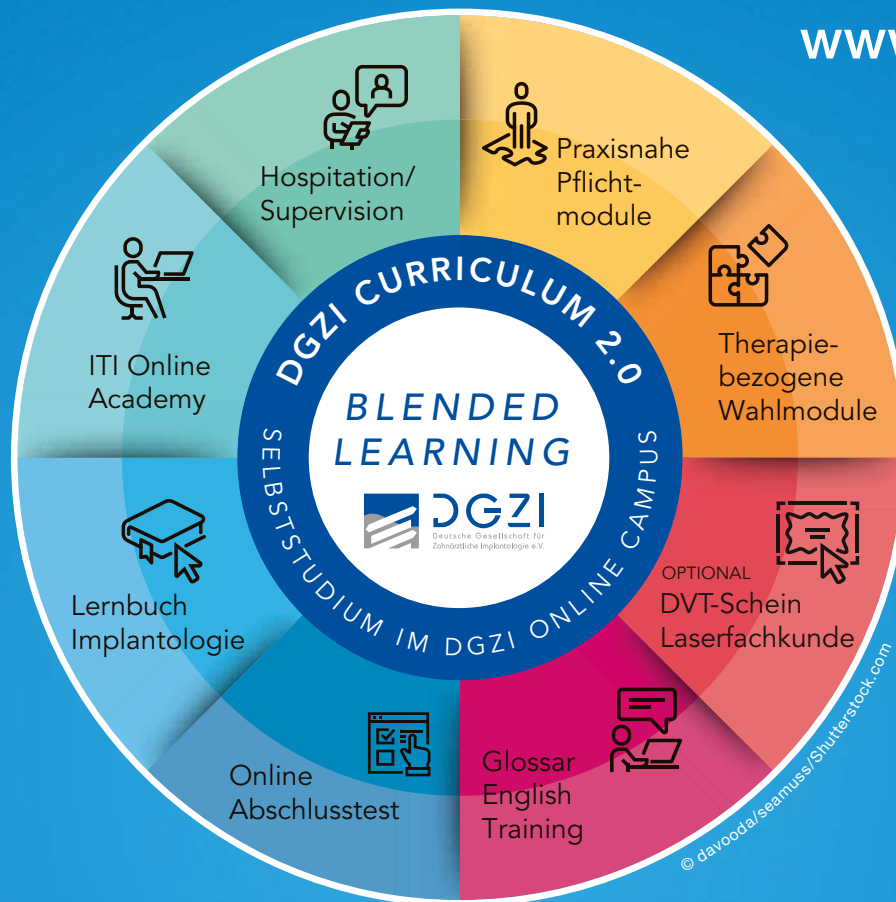 www
Hospitation/
Supervision
Praxisnahe
Pflicht-
module
ITI Online
Academy
Therapie-
bezogene
Wahlmodule
DGZI CURRICULUM 2.0
BLENDED
LEARNING
DGZI
Deutsche Gesellschaft für
Zahnärztliche Implantologie e.V.
SELBSTSTUDIUM IM DGZI ONLINE CAMPUS
Lernbuch
Implantologie
OPTIONAL
DVT-Schein
Laserfachkunde
Online
Abschlusstest
Glossar
English
Training
© davooda/seamuss/Shutterstock.com